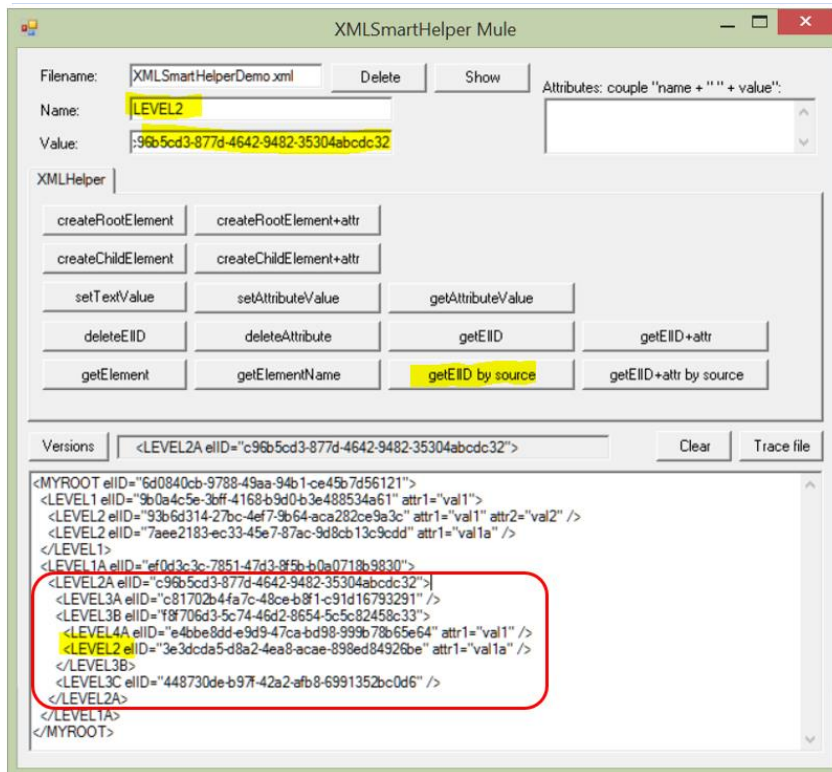 XMLSmartHelper Mule
Filename: XMLSmartHelperDemo.xml Delete Show
Attributes: couple "name + " " + value":
Name: LEVEL2
Value: c96b5cd3-877d-4642-9482-35304abcdc32
XMLHelper
createRootElement createRootElement+attr
createChildElement createChildElement+attr
setTextValue setAttributeValue getAttributeValue
deleteElID deleteAttribute getElID getElID+attr
getElement getElementName getElID by source getElID+attr by source
Versions <LEVEL2A elID="c96b5cd3-877d-4642-9482-35304abcdc32"> Clear Trace file
<MYROOT elID="6d0840cb-9788-49aa-94b1-ce45b7d56121">
<LEVEL1 elID="9b0a4c5e-3bff-4168-b9d0-b3e488534a61" attr1="val1">
<LEVEL2 elID="93b6d314-27bc-4ef7-9b64-aca282ce9a3c" attr1="val1" attr2="val2" />
<LEVEL2 elID="7aee2183-ec33-45e7-87ac-9d8cb13c9cdd" attr1="val1a" />
</LEVEL1>
<LEVEL1A elID="ef0d3c3c-7851-47d3-8f5b-b0a0718b9830">
<LEVEL2A elID="c96b5cd3-877d-4642-9482-35304abcdc32">
<LEVEL3A elID="c81702b4-fa7c-48ce-b8f1-c91d16793291" />
<LEVEL3B elID="f8f706d3-5c74-46d2-8654-5c5c82458c33">
<LEVEL4A elID="e4bbe8dd-e9d9-47ca-bd98-999b78b65e64" attr1="val1" />
<LEVEL2 elID="3e3dcda5-d8a2-4ea8-acae-898ed84926be" attr1="val1a" />
</LEVEL3B>
<LEVEL3C elID="448730de-b97f-42a2-afb8-6991352bc0d6" />
</LEVEL2A>
</LEVEL1A>
</MYROOT>